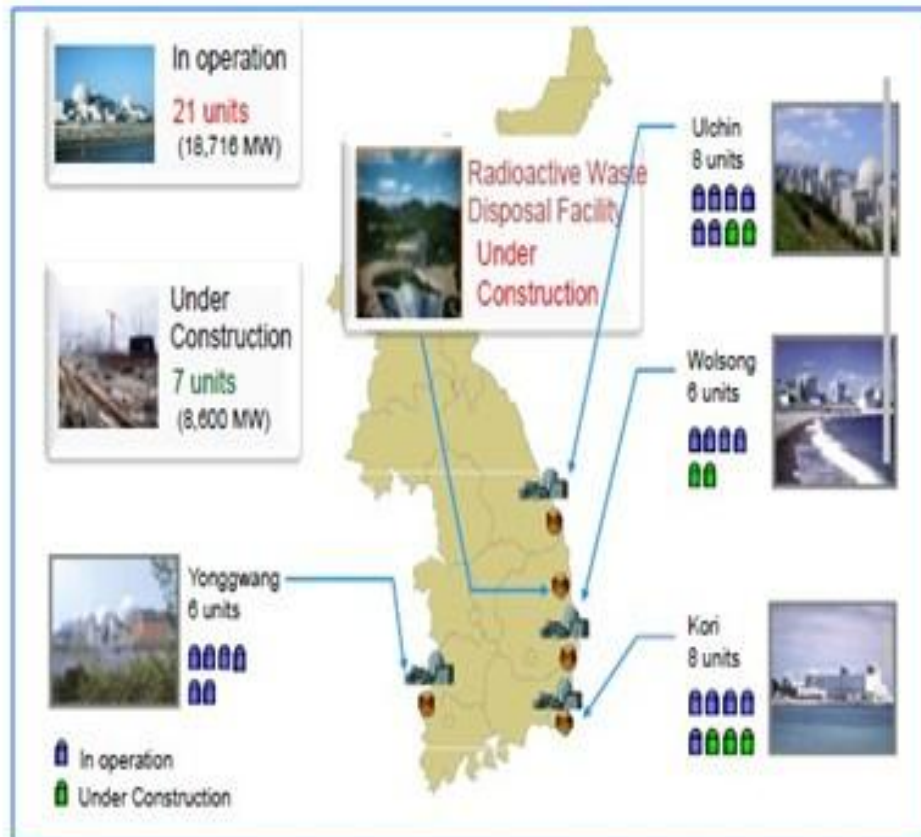 In operation
21 units
(18,716 MW)
Radioactive Waste
Disposal Facility
Under
Construction
Ulchin
8 units
Under
Construction
7 units
(8,600 MW)
Wolsong
6 units
Yonggwang
6 units
Kori
8 units
In operation
Under Construction